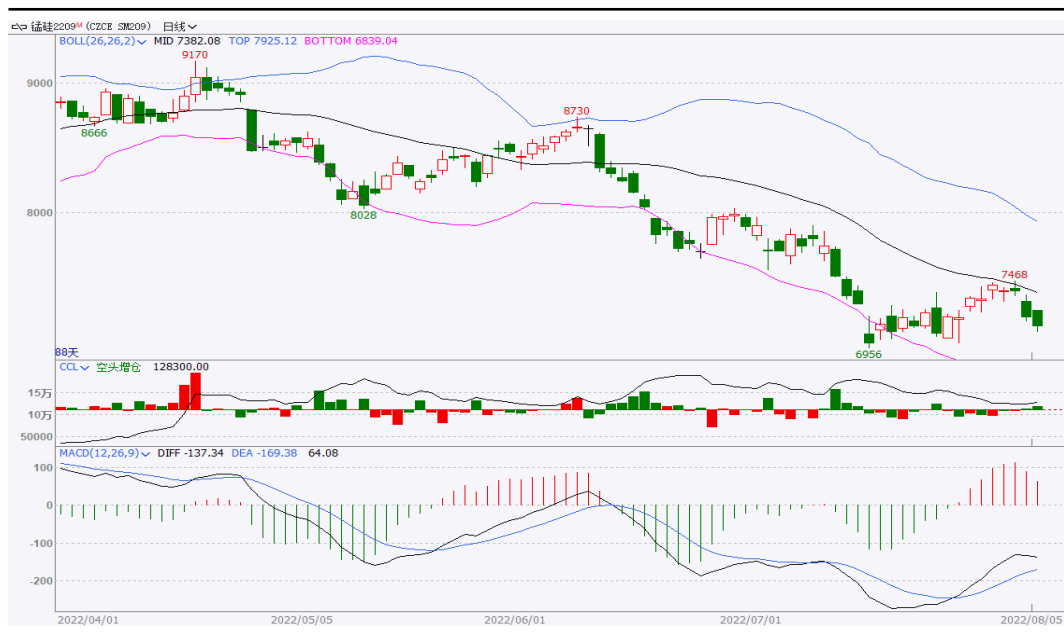 锰硅2209ᴹ (CZCE SM209) 日线
BOLL(26,26,2) MID 7382.08 TOP 7925.12 BOTTOM 6839.04
9170
9000
8666
8730
8000
8028
7468
6956
88天
CCL 空头增仓 128300.00
15万
10万
50000
MACD(12,26,9) DIFF -137.34 DEA -169.38 64.08
100
0
-100
-200
2022/04/01 2022/05/05 2022/06/01 2022/07/01 2022/08/05